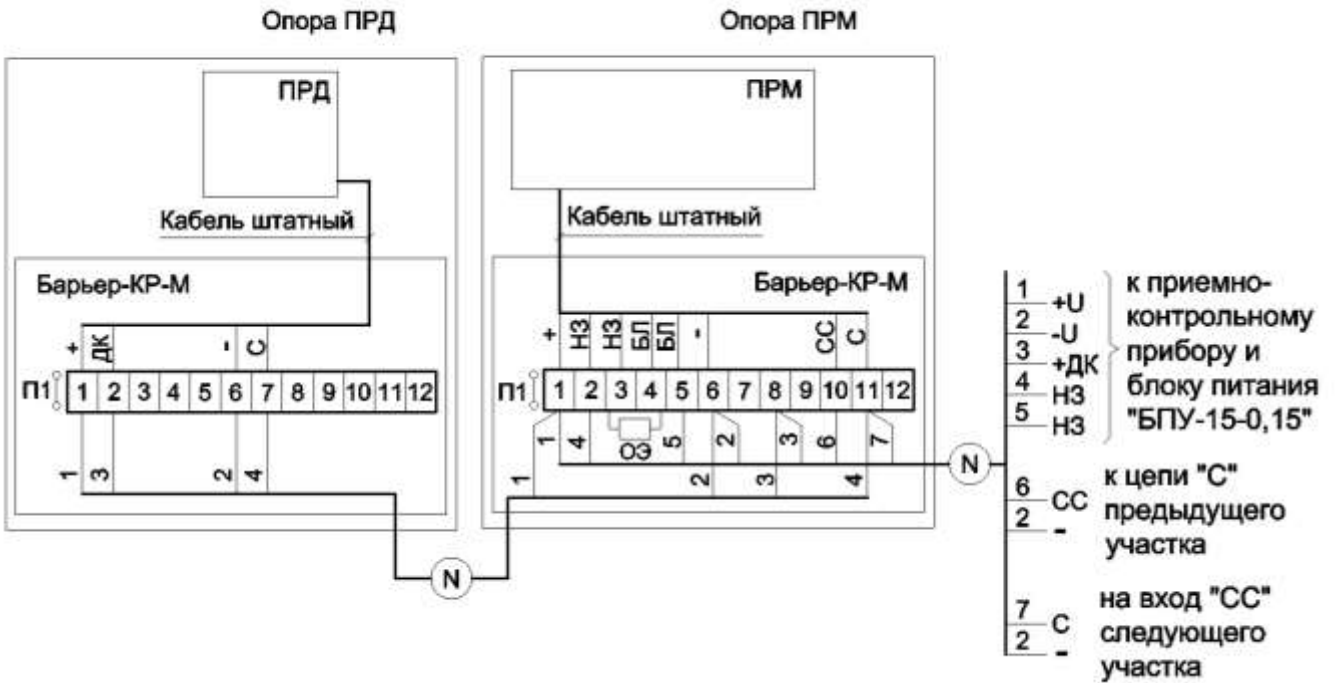 Опора ПРД
Опора ПРМ
ПРД
ПРМ
Кабель штатный
Кабель штатный
Барьер-КР-М
Барьер-КР-М
+ ДК - С
+ НЗ НЗ БЛ БЛ - СС С
П1 1 2 3 4 5 6 7 8 9 10 11 12
П1 1 2 3 4 5 6 7 8 9 10 11 12
1 4 ОЭ 5 2 3 6 7
1 3 2 4
1 2 3 4
N
N
1 +U
2 -U
3 +ДК
4 НЗ
5 НЗ
к приемно-
контрольному
прибору и
блоку питания
"БПУ-15-0,15"
6 СС
2 -
к цепи "С"
предыдущего
участка
7 С
2 -
на вход "СС"
следующего
участка